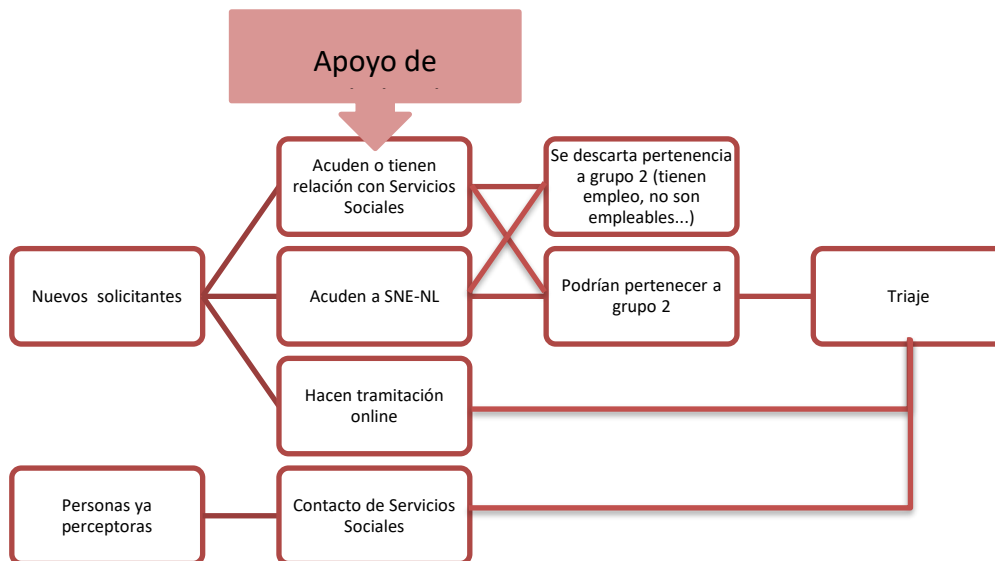 Apoyo de
Acuden o tienen
relación con Servicios
Sociales
Se descarta pertenencia
a grupo 2 (tienen
empleo, no son
empleables...)
Nuevos solicitantes
Acuden a SNE-NL
Podrían pertenecer a
grupo 2
Triaje
Hacen tramitación
online
Personas ya
perceptoras
Contacto de Servicios
Sociales